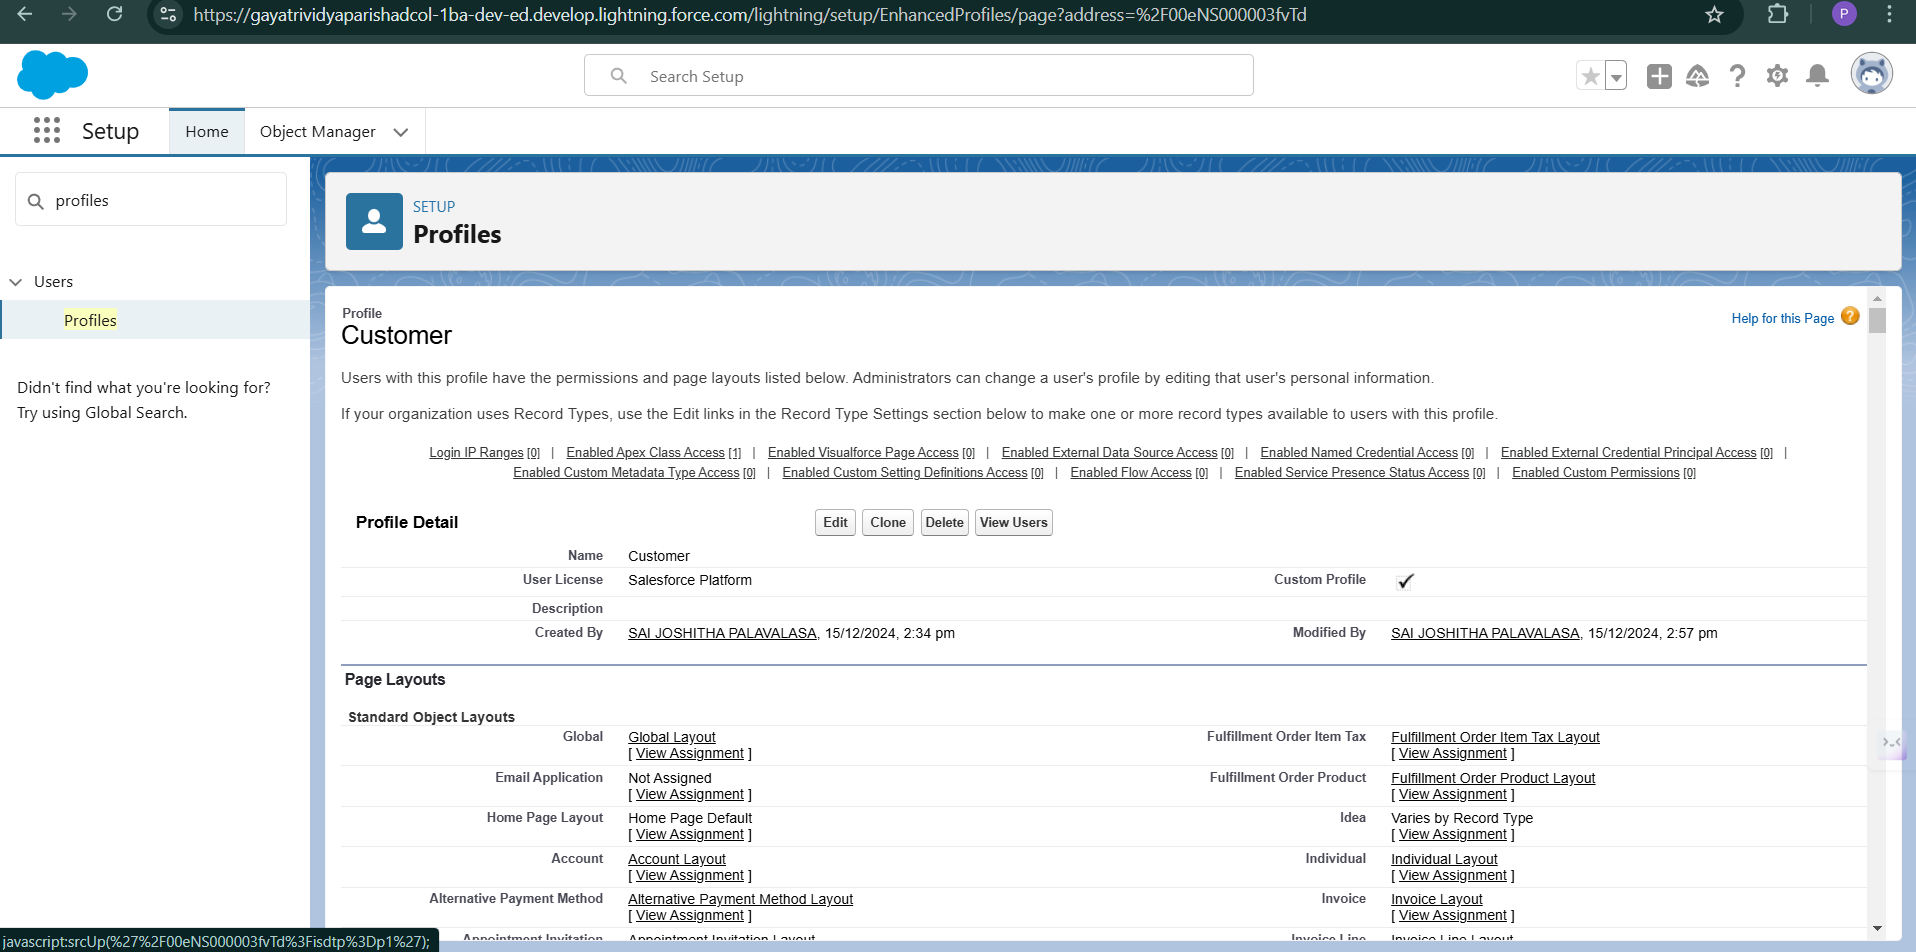 https://gayatrividyaparishadcol-1ba-dev-ed.develop.lightning.force.com/lightning/setup/EnhancedProfiles/page?address=%2F00eNS000003fvTd
P
Search Setup
Setup
Home
Object Manager
profiles
Users
Profiles
Didn't find what you're looking for?
Try using Global Search.
SETUP
Profiles
Profile
Customer
Help for this Page ?
Users with this profile have the permissions and page layouts listed below. Administrators can change a user's profile by editing that user's personal information.
If your organization uses Record Types, use the Edit links in the Record Type Settings section below to make one or more record types available to users with this profile.
Login IP Ranges [0] | Enabled Apex Class Access [1] | Enabled Visualforce Page Access [0] | Enabled External Data Source Access [0] | Enabled Named Credential Access [0] | Enabled External Credential Principal Access [0] |
Enabled Custom Metadata Type Access [0] | Enabled Custom Setting Definitions Access [0] | Enabled Flow Access [0] | Enabled Service Presence Status Access [0] | Enabled Custom Permissions [0]
Profile Detail Edit Clone Delete View Users
Name Customer
User License Salesforce Platform Custom Profile
Description
Created By SAI JOSHITHA PALAVALASA, 15/12/2024, 2:34 pm Modified By SAI JOSHITHA PALAVALASA, 15/12/2024, 2:57 pm
Page Layouts
Standard Object Layouts
Global Global Layout Fulfillment Order Item Tax Fulfillment Order Item Tax Layout
[ View Assignment ] [ View Assignment ]
Email Application Not Assigned Fulfillment Order Product Fulfillment Order Product Layout
[ View Assignment ] [ View Assignment ]
Home Page Layout Home Page Default Idea Varies by Record Type
[ View Assignment ] [ View Assignment ]
Account Account Layout Individual Individual Layout
[ View Assignment ] [ View Assignment ]
Alternative Payment Method Alternative Payment Method Layout Invoice Invoice Layout
[ View Assignment ] [ View Assignment ]
Appointment Invitation Appointment Invitation Layout Invoice Line Invoice Line Layout
javascript:srcUp(%27%2F00eNS000003fvTd%3Fisdtp%3Dp1%27);